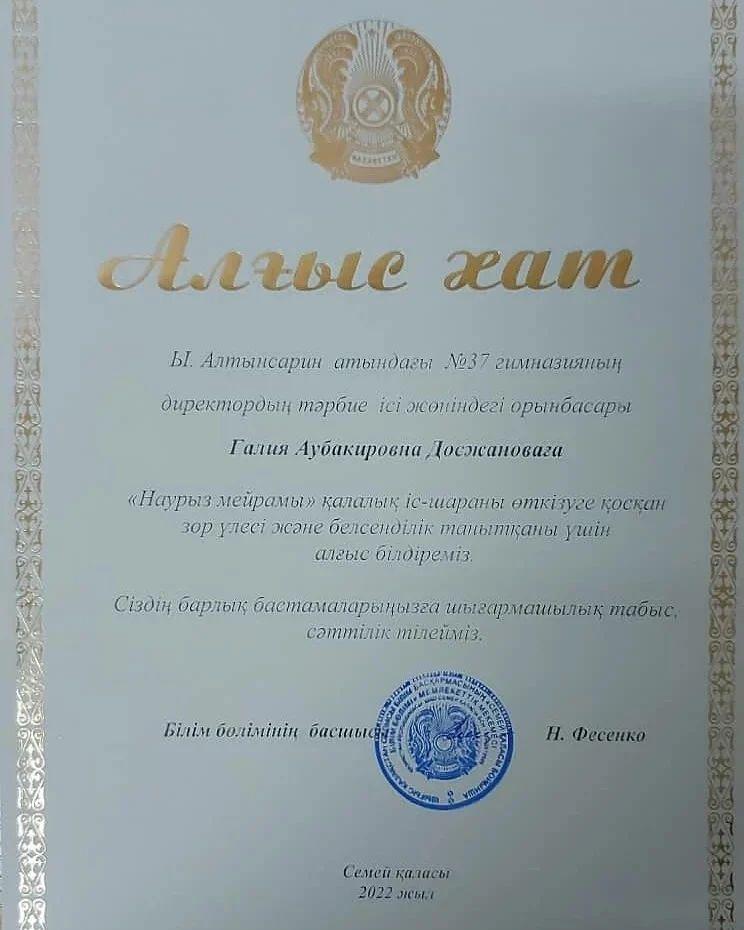 ҚАЗАҚСТАН
Алғыс хат
Ы. Алтынсарин атындағы №37 гимназияның
директордың тәрбие ісі жөніндегі орынбасары
Галия Аубакировна Досжановаға
«Наурыз мейрамы» қалалық іс-шараны өткізуге қосқан
зор үлесі және белсенділік танытқаны үшін
алғыс білдіреміз.
Сіздің барлық бастамаларыңызға шығармашылық табыс,
сәттілік тілейміз.
Білім бөлімінің басшысы
Н. Фесенко
Семей қаласы
2022 жыл